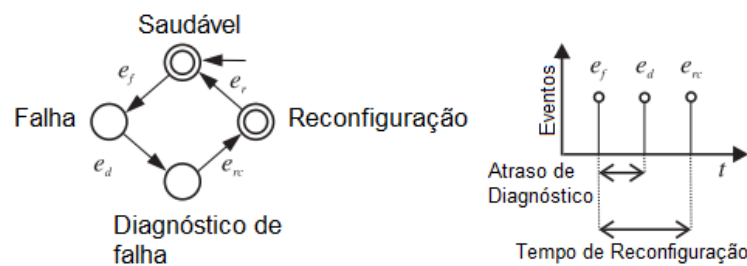 Saudável
e_f
e_r
Falha
Reconfiguração
e_d
e_rc
Diagnóstico de
falha
Eventos
e_f
e_d
e_rc
t
Atraso de
Diagnóstico
Tempo de Reconfiguração